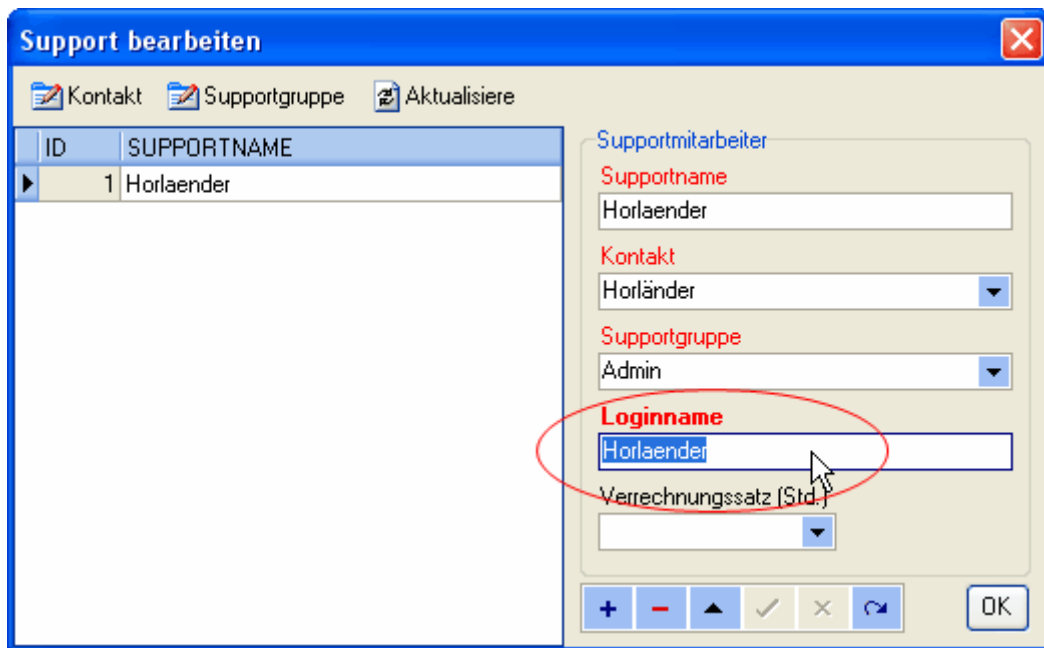 Support bearbeiten
Kontakt Supportgruppe Aktualisiere
ID SUPPORTNAME
1 Horlaender
Supportmitarbeiter
Supportname
Horlaender
Kontakt
Horländer
Supportgruppe
Admin
Loginname
Horlaender
Verrechnungssatz (Std.)
OK